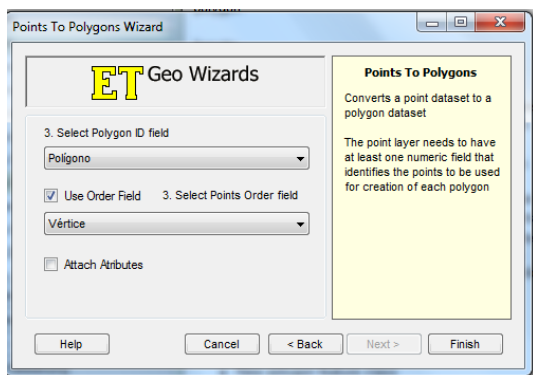 Points To Polygons Wizard
ET Geo Wizards
3. Select Polygon ID field
Polígono
Use Order Field 3. Select Points Order field
Vértice
Attach Atributes
Points To Polygons
Converts a point dataset to a
polygon dataset
The point layer needs to have
at least one numeric field that
identifies the points to be used
for creation of each polygon
Help Cancel < Back Next > Finish